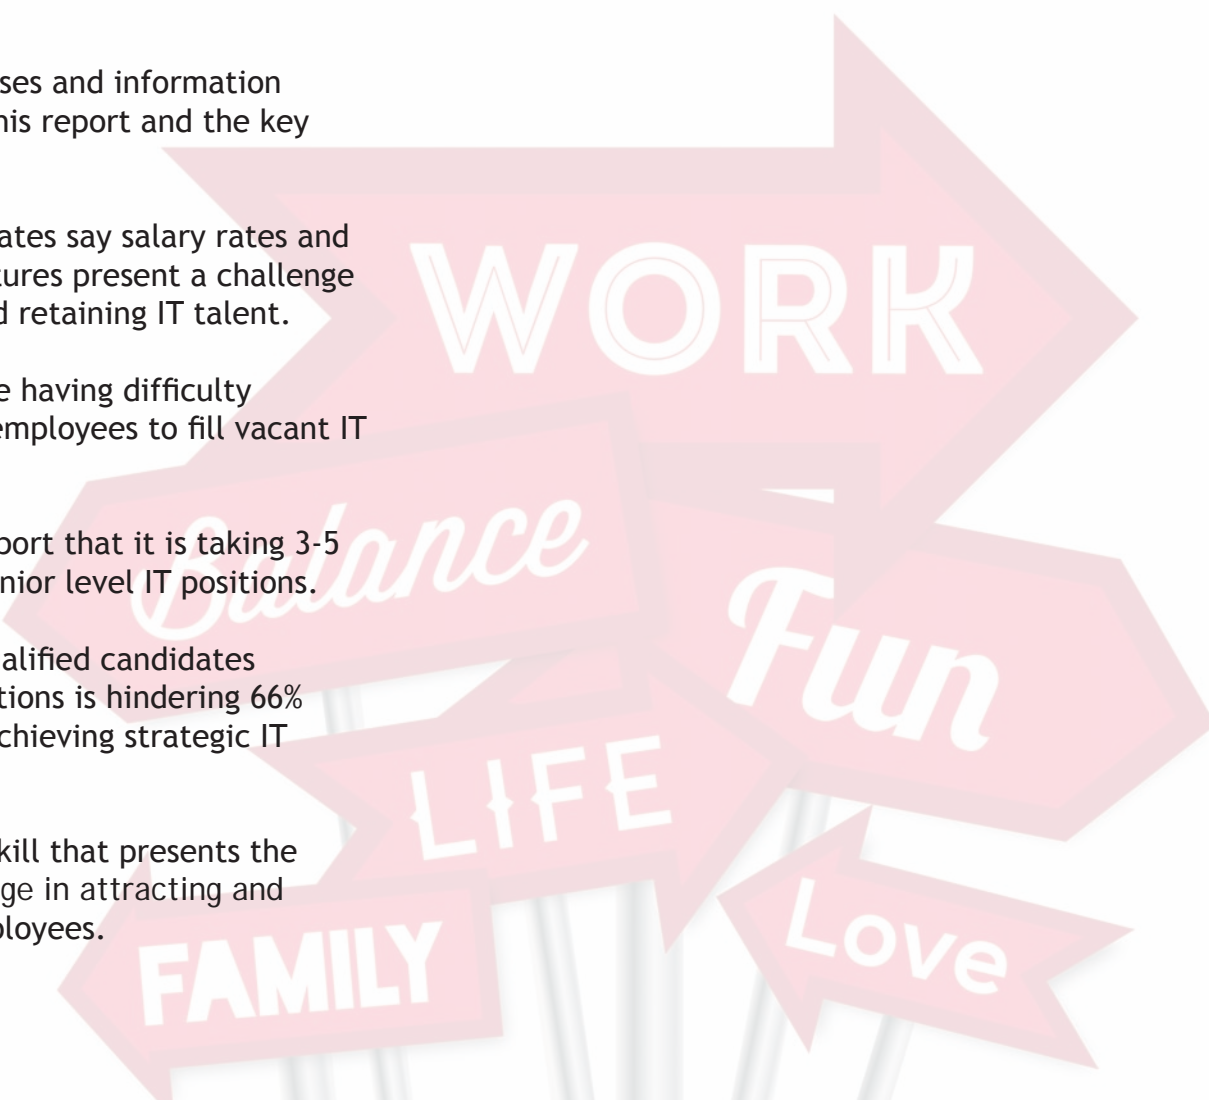 ses and information
his report and the key
ates say salary rates and
tures present a challenge
d retaining IT talent.
e having difficulty
employees to fill vacant IT
port that it is taking 3-5
nior level IT positions.
alified candidates
tions is hindering 66%
chieving strategic IT
kill that presents the
ge in attracting and
ployees.
WORK
Balance
Fun
LIFE
FAMILY
Love